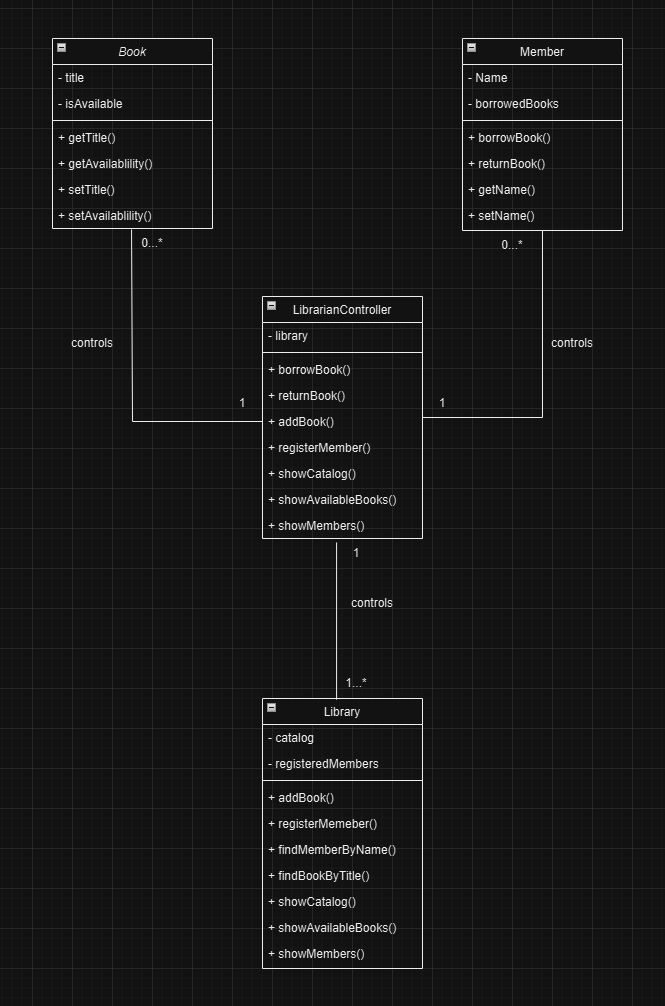 Book
- title
- isAvailable
+ getTitle()
+ getAvailablility()
+ setTitle()
+ setAvailablility()
0...*
controls
1
Member
- Name
- borrowedBooks
+ borrowBook()
+ returnBook()
+ getName()
+ setName()
0...*
controls
1
LibrarianController
- library
+ borrowBook()
+ returnBook()
+ addBook()
+ registerMember()
+ showCatalog()
+ showAvailableBooks()
+ showMembers()
1
controls
1...*
Library
- catalog
- registeredMembers
+ addBook()
+ registerMemeber()
+ findMemberByName()
+ findBookByTitle()
+ showCatalog()
+ showAvailableBooks()
+ showMembers()